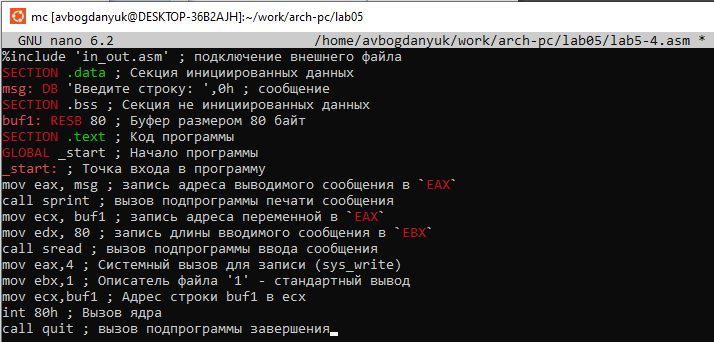 mc [avbogdanyuk@DESKTOP-36B2AJH]:~/work/arch-pc/lab05
GNU nano 6.2 /home/avbogdanyuk/work/arch-pc/lab05/lab5-4.asm *
%include 'in_out.asm' ; подключение внешнего файла
SECTION .data ; Секция инициированных данных
msg: DB 'Введите строку: ',0h ; сообщение
SECTION .bss ; Секция не инициированных данных
buf1: RESB 80 ; Буфер размером 80 байт
SECTION .text ; Код программы
GLOBAL _start ; Начало программы
_start: ; Точка входа в программу
mov eax, msg ; запись адреса выводимого сообщения в `EAX`
call sprint ; вызов подпрограммы печати сообщения
mov ecx, buf1 ; запись адреса переменной в `EAX`
mov edx, 80 ; запись длины вводимого сообщения в `EBX`
call sread ; вызов подпрограммы ввода сообщения
mov eax,4 ; Системный вызов для записи (sys_write)
mov ebx,1 ; Описатель файла '1' - стандартный вывод
mov ecx,buf1 ; Адрес строки buf1 в ecx
int 80h ; Вызов ядра
call quit ; вызов подпрограммы завершения